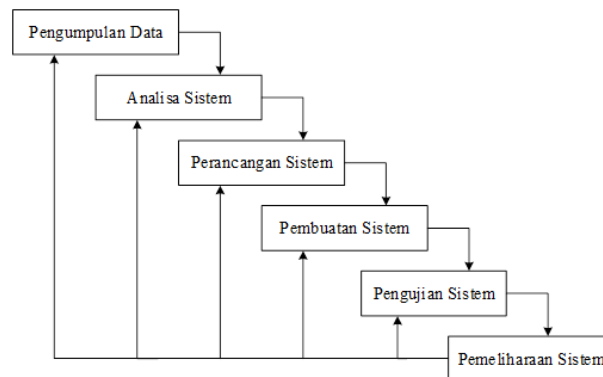 Pengumpulan Data
Analisa Sistem
Perancangan Sistem
Pembuatan Sistem
Pengujian Sistem
Pemeliharaan Sistem